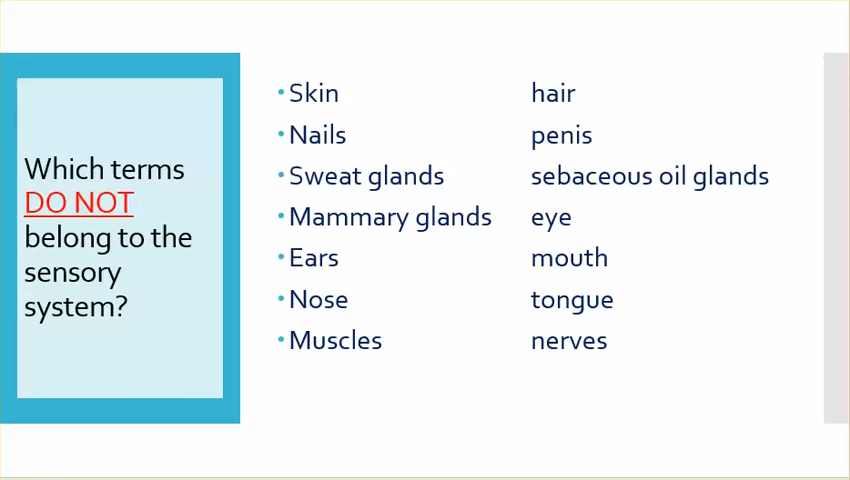 Which terms
DO NOT
belong to the
sensory
system?
•Skin hair
•Nails penis
•Sweat glands sebaceous oil glands
•Mammary glands eye
•Ears mouth
•Nose tongue
•Muscles nerves